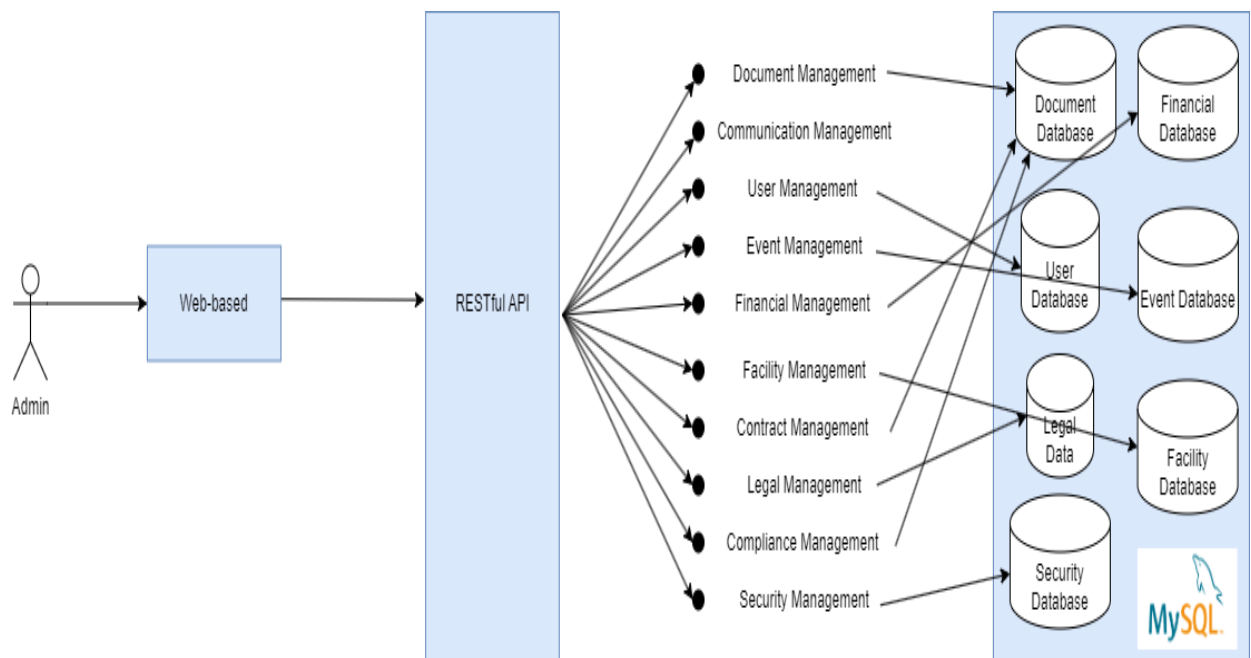 Admin
Web-based
RESTful API
Document Management
Communication Management
User Management
Event Management
Financial Management
Facility Management
Contract Management
Legal Management
Compliance Management
Security Management
Document
Database
Financial
Database
User
Database
Event Database
Legal
Data
Facility
Database
Security
Database
MySQL